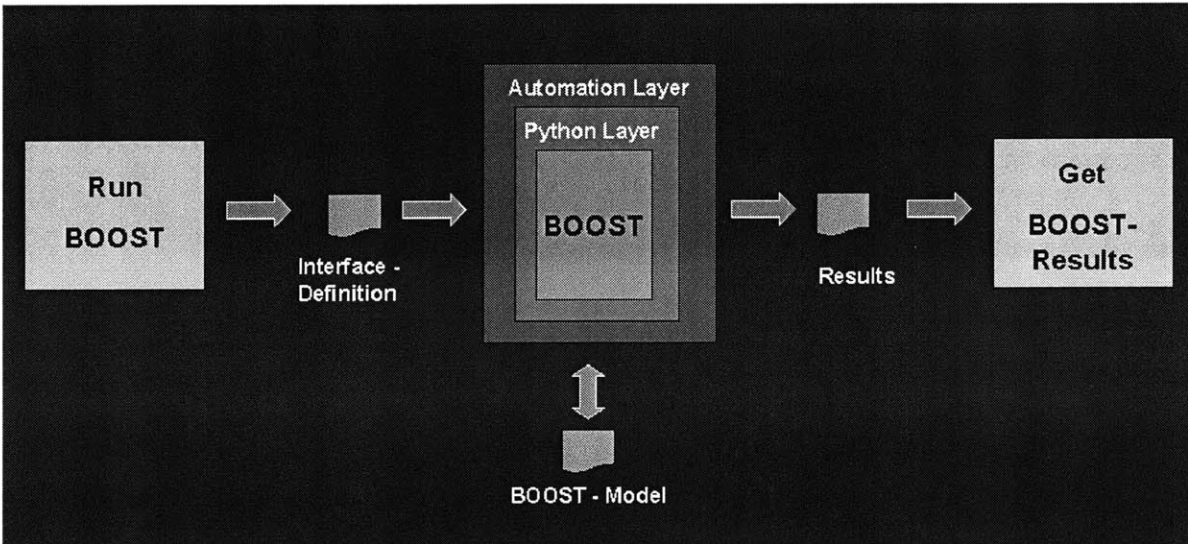 Run
BOOST
Interface -
Definition
Automation Layer
Python Layer
BOOST
BOOST - Model
Results
Get
BOOST-
Results